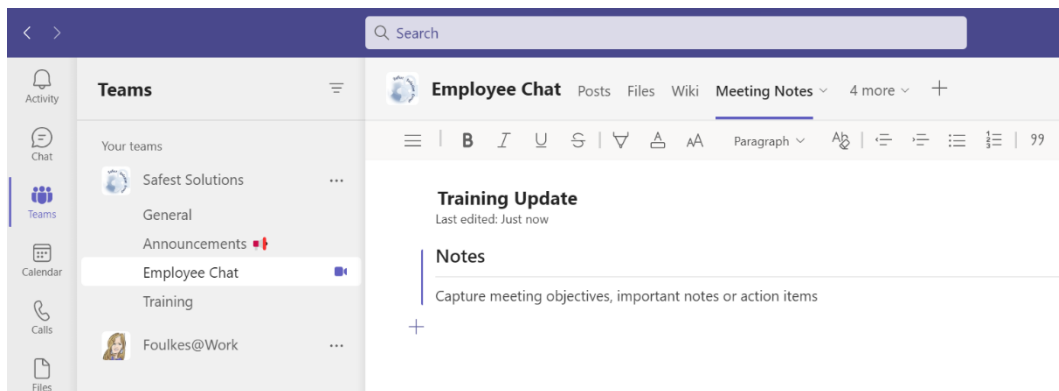 Search
Activity
Chat
Teams
Calendar
Calls
Files
Teams
Your teams
Safest Solutions
General
Announcements
Employee Chat
Training
Foulkes@Work
Employee Chat Posts Files Wiki Meeting Notes 4 more
B I U S A AA Paragraph
Training Update
Last edited: Just now
Notes
Capture meeting objectives, important notes or action items